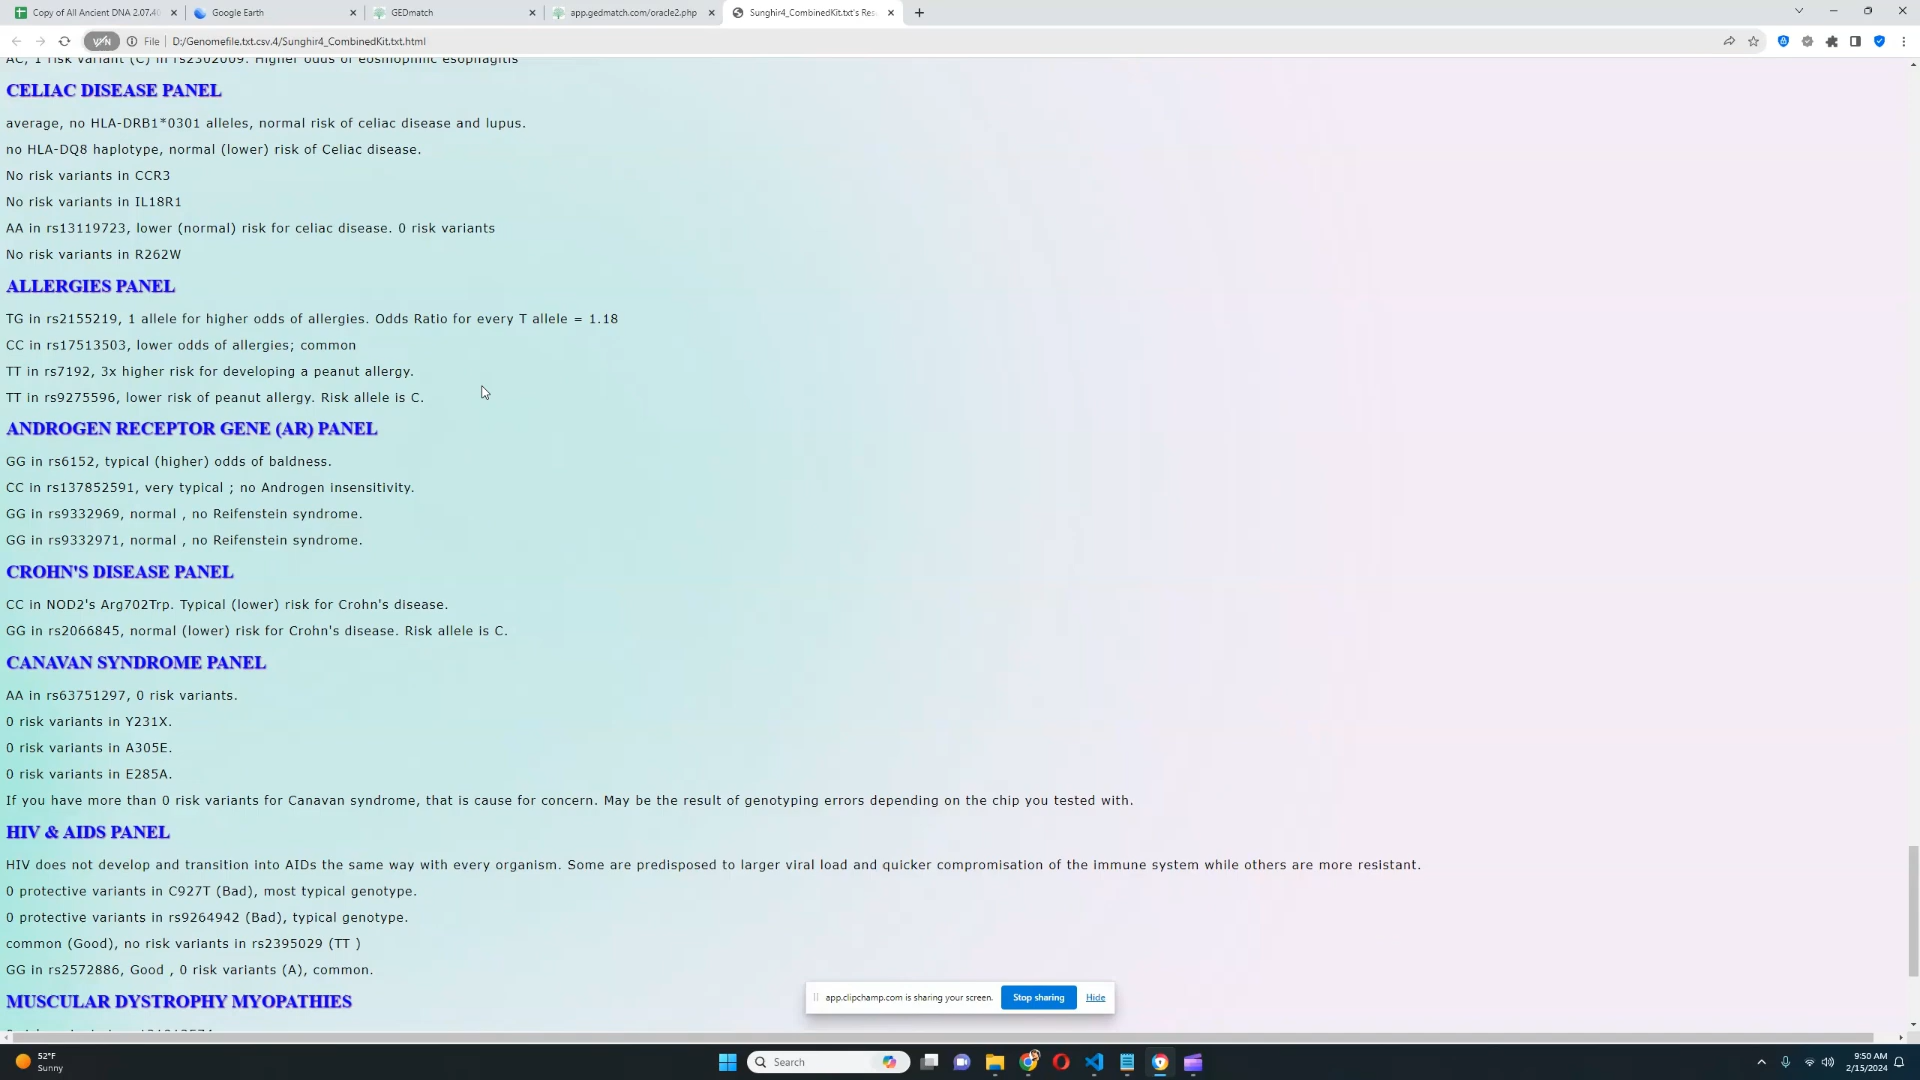 Copy of All Ancient DNA 2.07.40
Google Earth
GEDmatch
app.gedmatch.com/oracle2.php
Sunghir4_CombinedKit.txt's Res
VPN
File
D:/Genomefile.txt.csv.4/Sunghir4_CombinedKit.txt.html
AC, 1 risk variant (C) in rs2302009. Higher odds of eosinophilic esophagitis
CELIAC DISEASE PANEL
average, no HLA-DRB1*0301 alleles, normal risk of celiac disease and lupus.
no HLA-DQ8 haplotype, normal (lower) risk of Celiac disease.
No risk variants in CCR3
No risk variants in IL18R1
AA in rs13119723, lower (normal) risk for celiac disease. 0 risk variants
No risk variants in R262W
ALLERGIES PANEL
TG in rs2155219, 1 allele for higher odds of allergies. Odds Ratio for every T allele = 1.18
CC in rs17513503, lower odds of allergies; common
TT in rs7192, 3x higher risk for developing a peanut allergy.
TT in rs9275596, lower risk of peanut allergy. Risk allele is C.
ANDROGEN RECEPTOR GENE (AR) PANEL
GG in rs6152, typical (higher) odds of baldness.
CC in rs137852591, very typical ; no Androgen insensitivity.
GG in rs9332969, normal , no Reifenstein syndrome.
GG in rs9332971, normal , no Reifenstein syndrome.
CROHN'S DISEASE PANEL
CC in NOD2's Arg702Trp. Typical (lower) risk for Crohn's disease.
GG in rs2066845, normal (lower) risk for Crohn's disease. Risk allele is C.
CANAVAN SYNDROME PANEL
AA in rs63751297, 0 risk variants.
0 risk variants in Y231X.
0 risk variants in A305E.
0 risk variants in E285A.
If you have more than 0 risk variants for Canavan syndrome, that is cause for concern. May be the result of genotyping errors depending on the chip you tested with.
HIV & AIDS PANEL
HIV does not develop and transition into AIDs the same way with every organism. Some are predisposed to larger viral load and quicker compromisation of the immune system while others are more resistant.
0 protective variants in C927T (Bad), most typical genotype.
0 protective variants in rs9264942 (Bad), typical genotype.
common (Good), no risk variants in rs2395029 (TT )
GG in rs2572886, Good , 0 risk variants (A), common.
MUSCULAR DYSTROPHY MYOPATHIES
app.clipchamp.com is sharing your screen.
Stop sharing
Hide
52°F
Sunny
Search
9:50 AM
2/15/2024